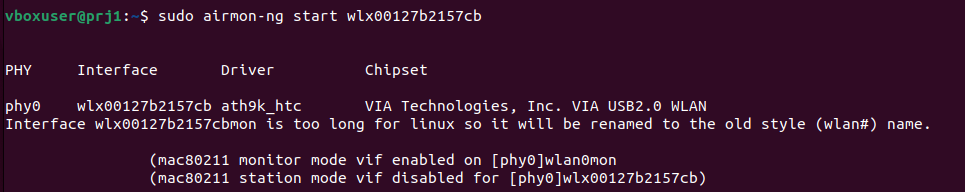 vboxuser@prj1:~$ sudo airmon-ng start wlx00127b2157cb
PHY Interface Driver Chipset
phy0 wlx00127b2157cb ath9k_htc VIA Technologies, Inc. VIA USB2.0 WLAN
Interface wlx00127b2157cbmon is too long for linux so it will be renamed to the old style (wlan#) name.
(mac80211 monitor mode vif enabled on [phy0]wlan0mon
(mac80211 station mode vif disabled for [phy0]wlx00127b2157cb)